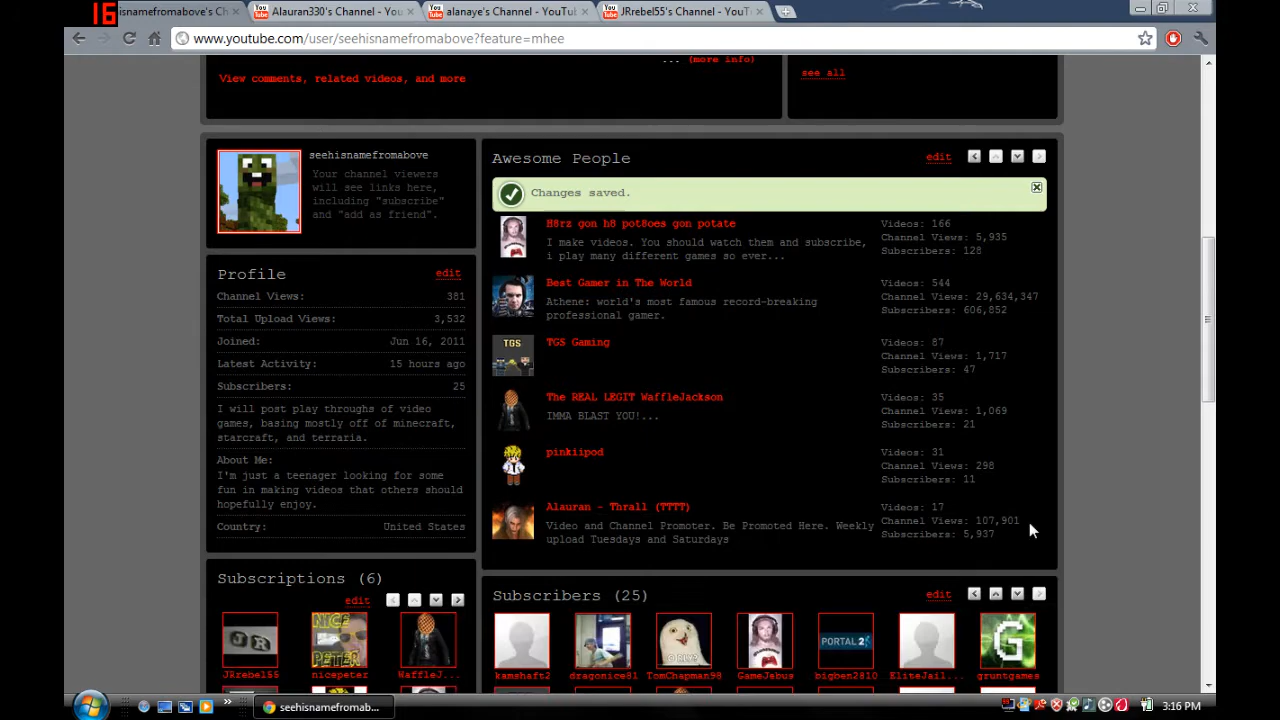 16
isnamefromabove's Ch
Alauran330's Channel - You
alanaye's Channel - YouTub
JRrebel55's Channel - YouT
www.youtube.com/user/seehisnamefromabove?feature=mhee
... (more info)
View comments, related videos, and more
see all
seehisnamefromabove
Your channel viewers
will see links here,
including "subscribe"
and "add as friend".
Profile
edit
Channel Views: 381
Total Upload Views: 3,532
Joined: Jun 16, 2011
Latest Activity: 15 hours ago
Subscribers: 25
I will post play throughs of video
games, basing mostly off of minecraft,
starcraft, and terraria.
About Me:
I'm just a teenager looking for some
fun in making videos that others should
hopefully enjoy.
Country: United States
Subscriptions (6)
edit
JR
NICE
PETER
JRrebel55
nicepeter
WaffleJ...
Awesome People
edit
Changes saved.
H8rz gon h8 pot8oes gon potate
I make videos. You should watch them and subscribe,
i play many different games so ever...
Videos: 166
Channel Views: 5,935
Subscribers: 128
Best Gamer in The World
Athene: world's most famous record-breaking
professional gamer.
Videos: 544
Channel Views: 29,634,347
Subscribers: 606,852
TGS
TGS Gaming
Videos: 87
Channel Views: 1,717
Subscribers: 47
The REAL LEGIT WaffleJackson
IMMA BLAST YOU!...
Videos: 35
Channel Views: 1,069
Subscribers: 21
pinkiipod
Videos: 31
Channel Views: 298
Subscribers: 11
Alauran - Thrall (TTTT)
Video and Channel Promoter. Be Promoted Here. Weekly
upload Tuesdays and Saturdays
Videos: 17
Channel Views: 107,901
Subscribers: 5,937
Subscribers (25)
edit
O RLY?
PORTAL 2
G
kamshaft2
dragonice81
TomChapman98
GameJebus
bigben2810
EliteJail...
gruntgames
seehisnamefromab...
3:16 PM